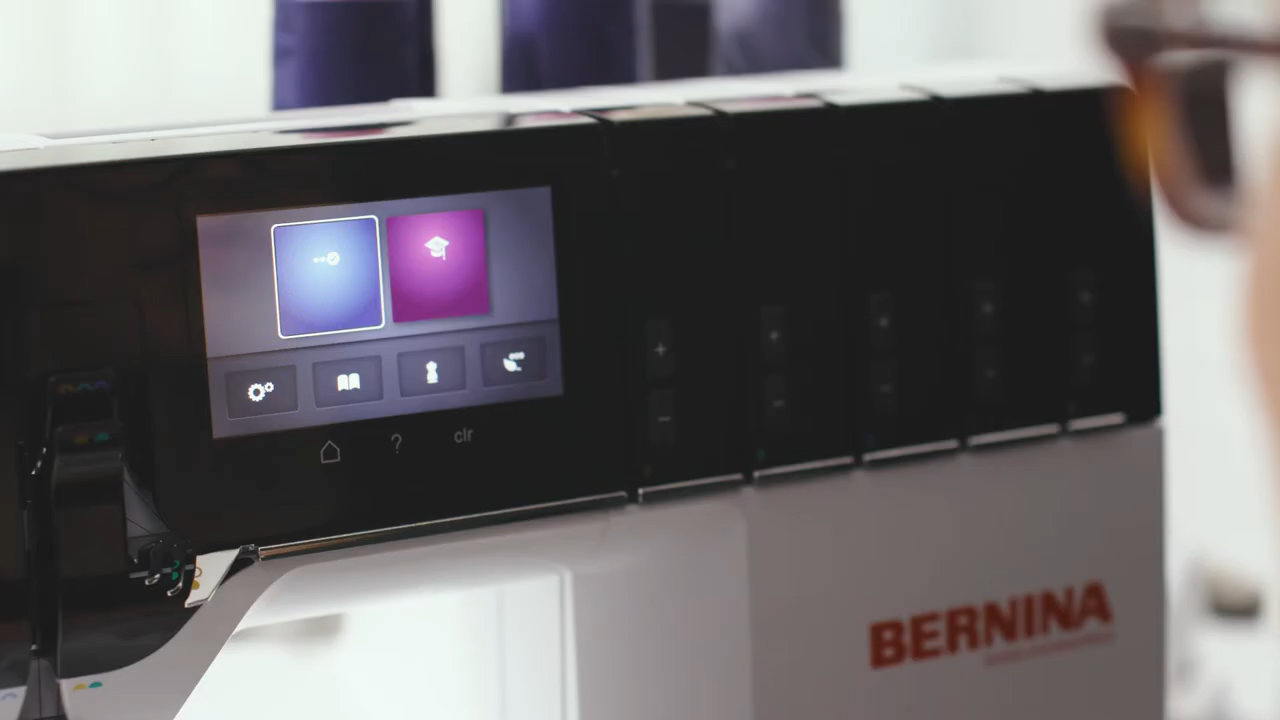 ? clr
+ + + + +
- - - - -
BERNINA